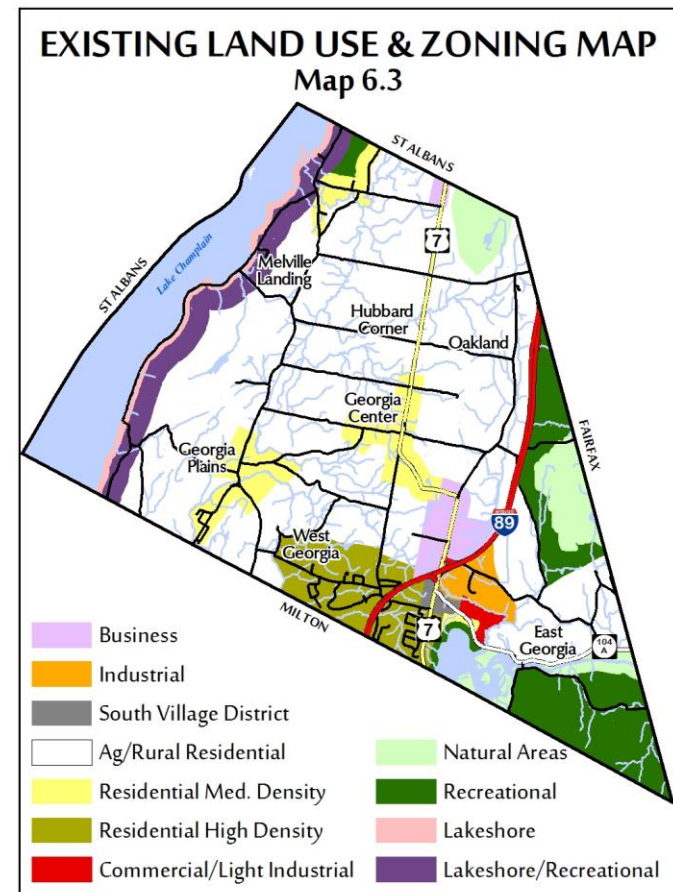 EXISTING LAND USE & ZONING MAP
Map 6.3
ST ALBANS
7
Lake Champlain
ST ALBANS
Melville
Landing
Hubbard
Corner
Oakland
Georgia
Center
FAIRFAX
Georgia
Plains
89
West
Georgia
MILTON
7
East
Georgia
104
A
Business
Industrial
South Village District
Ag/Rural Residential
Residential Med. Density
Residential High Density
Commercial/Light Industrial
Natural Areas
Recreational
Lakeshore
Lakeshore/Recreational